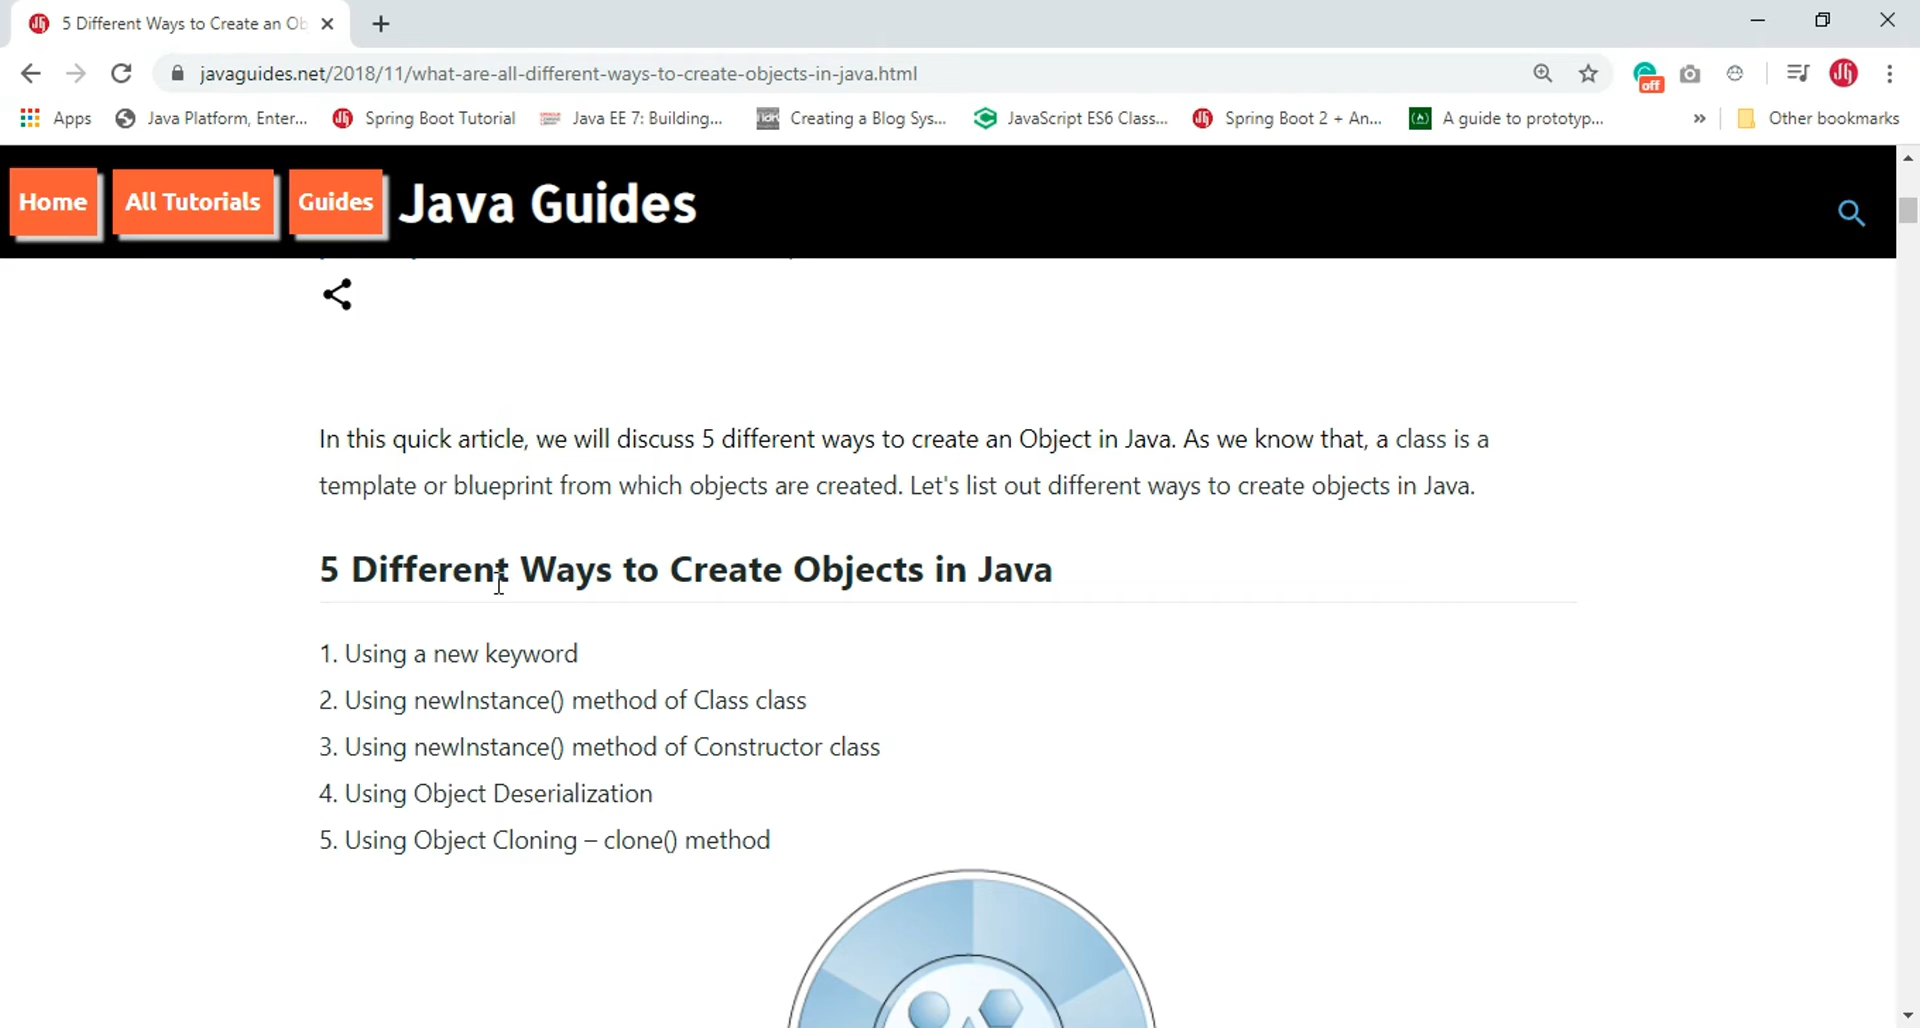 5 Different Ways to Create an Ob
javaguides.net/2018/11/what-are-all-different-ways-to-create-objects-in-java.html
off
Apps Java Platform, Enter... Spring Boot Tutorial Java EE 7: Building... Creating a Blog Sys... JavaScript ES6 Class... Spring Boot 2 + An... A guide to prototyp... » Other bookmarks
Home All Tutorials Guides Java Guides
In this quick article, we will discuss 5 different ways to create an Object in Java. As we know that, a class is a
template or blueprint from which objects are created. Let's list out different ways to create objects in Java.
5 Different Ways to Create Objects in Java
1. Using a new keyword
2. Using newInstance() method of Class class
3. Using newInstance() method of Constructor class
4. Using Object Deserialization
5. Using Object Cloning – clone() method